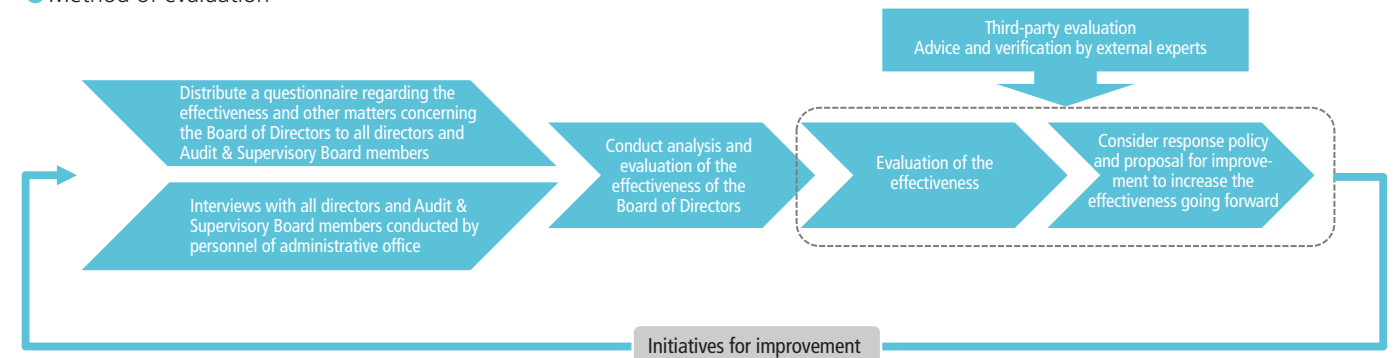 Method of evaluation
Third-party evaluation
Advice and verification by external experts
Distribute a questionnaire regarding the
effectiveness and other matters concerning
the Board of Directors to all directors and
Audit & Supervisory Board members
Interviews with all directors and Audit &
Supervisory Board members conducted by
personnel of administrative office
Conduct analysis and
evaluation of the
effectiveness of the
Board of Directors
Evaluation of the
effectiveness
Consider response policy
and proposal for improve-
ment to increase the
effectiveness going forward
Initiatives for improvement